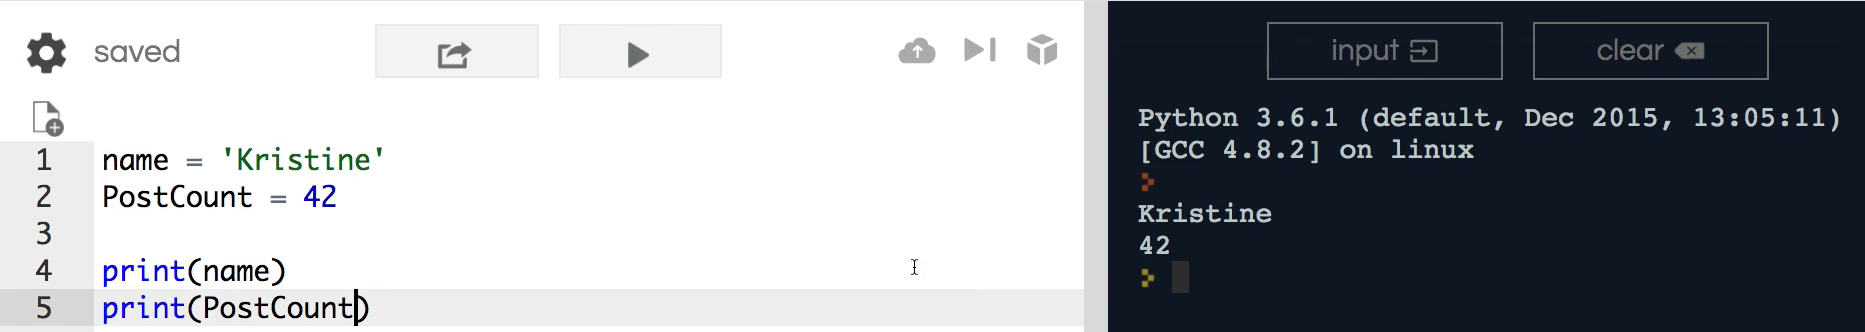 saved
1 name = 'Kristine'
2 PostCount = 42
3
4 print(name)
5 print(PostCount)
input
clear
Python 3.6.1 (default, Dec 2015, 13:05:11)
[GCC 4.8.2] on linux
Kristine
42